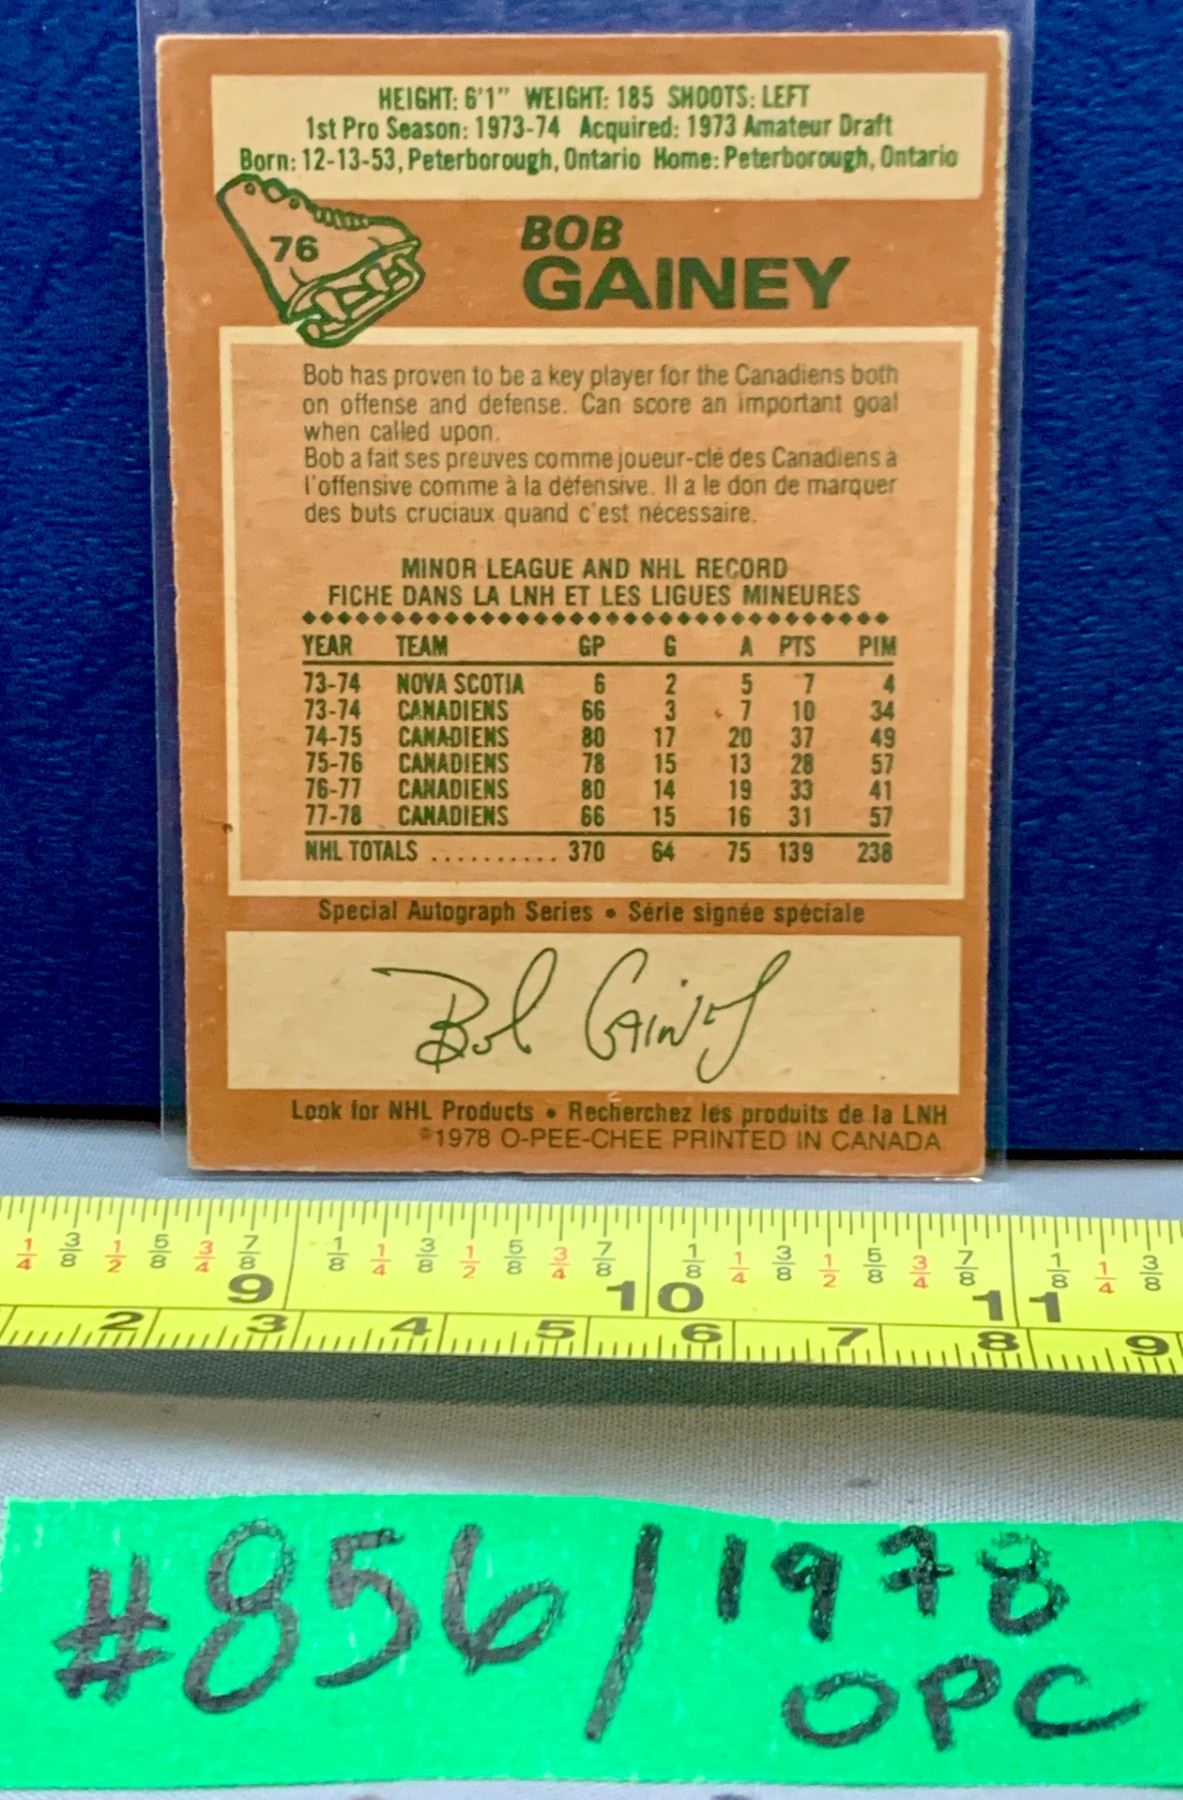 HEIGHT: 6'1" WEIGHT: 185 SHOOTS: LEFT
1st Pro Season: 1973-74 Acquired: 1973 Amateur Draft
Born: 12-13-53, Peterborough, Ontario Home: Peterborough, Ontario
76
BOB
GAINEY
Bob has proven to be a key player for the Canadiens both
on offense and defense. Can score an important goal
when called upon.
Bob a fait ses preuves comme joueur-clé des Canadiens à
l'offensive comme à la défensive. Il a le don de marquer
des buts cruciaux quand c'est nécessaire.
MINOR LEAGUE AND NHL RECORD
FICHE DANS LA LNH ET LES LIGUES MINEURES
YEAR TEAM GP G A PTS PIM
73-74 NOVA SCOTIA 6 2 5 7 4
73-74 CANADIENS 66 3 7 10 34
74-75 CANADIENS 80 17 20 37 49
75-76 CANADIENS 78 15 13 28 57
76-77 CANADIENS 80 14 19 33 41
77-78 CANADIENS 66 15 16 31 57
NHL TOTALS .......... 370 64 75 139 238
Special Autograph Series • Série signée spéciale
Bob Gainey
Look for NHL Products • Recherchez les produits de la LNH
©1978 O-PEE-CHEE PRINTED IN CANADA
1/4 3/8 1/2 5/8 3/4 7/8 1/8 1/4 3/8 1/2 5/8 3/4 7/8 1/8 1/4 3/8 1/2 5/8 3/4 7/8 1/8 1/4 3/8
9 10 11
2 3 4 5 6 7 8 9
#856/1978
OPC